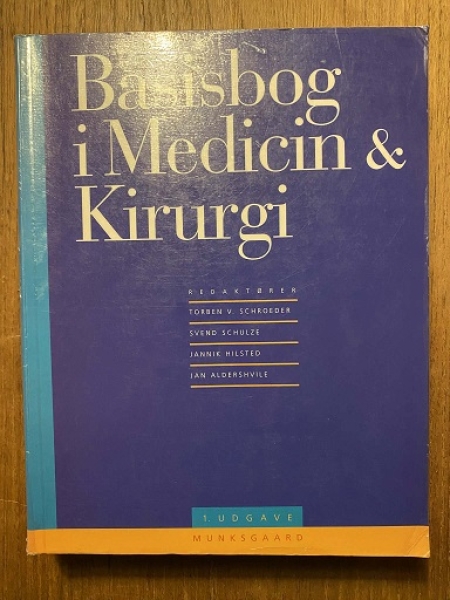 Basisbog
i Medicin &
Kirurgi
REDAKTØRER
TORBEN V. SCHROEDER
SVEND SCHULZE
JANNIK HILSTED
JAN ALDERSHVILE
1. UDGAVE
MUNKSGAARD